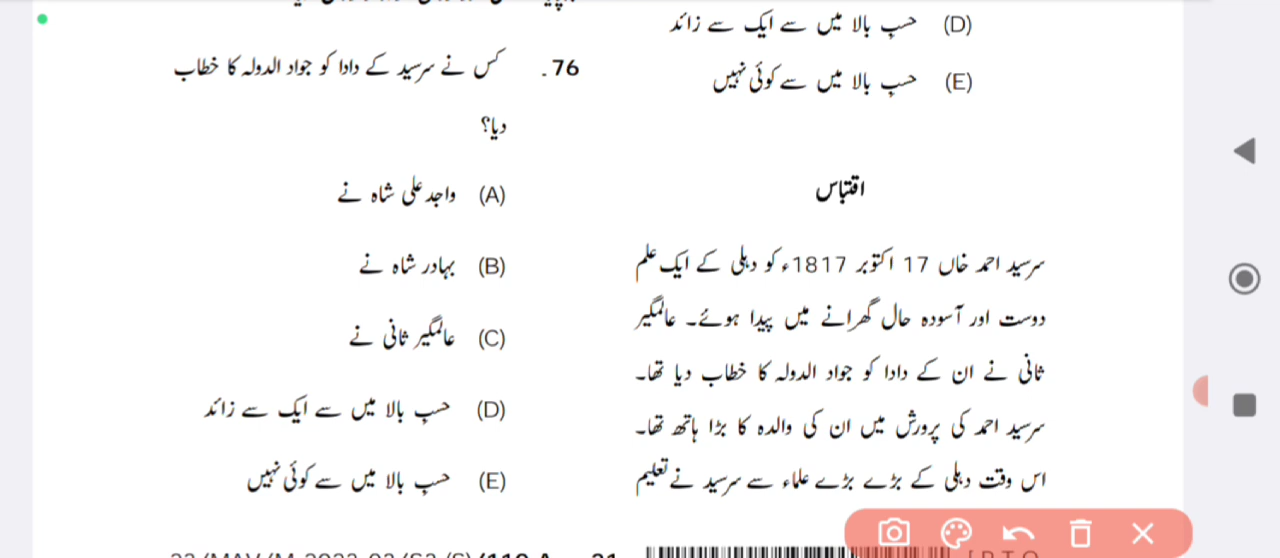 (D) حسبِ بالا میں سے ایک سے زائد
(E) حسبِ بالا میں سے کوئی نہیں
اقتباس
سرسید احمد خاں 17 اکتوبر 1817ء کو دہلی کے ایک علم
دوست اور آسودہ حال گھرانے میں پیدا ہوئے۔ عالمگیر
ثانی نے ان کے دادا کو جواد الدولہ کا خطاب دیا تھا۔
سرسید احمد کی پرورش میں ان کی والدہ کا بڑا ہاتھ تھا۔
اس وقت دہلی کے بڑے بڑے علماء سے سرسید نے تعلیم
76. کس نے سرسید کے دادا کو جواد الدولہ کا خطاب
دیا؟
(A) واجد علی شاہ نے
(B) بہادر شاہ نے
(C) عالمگیر ثانی نے
(D) حسبِ بالا میں سے ایک سے زائد
(E) حسبِ بالا میں سے کوئی نہیں